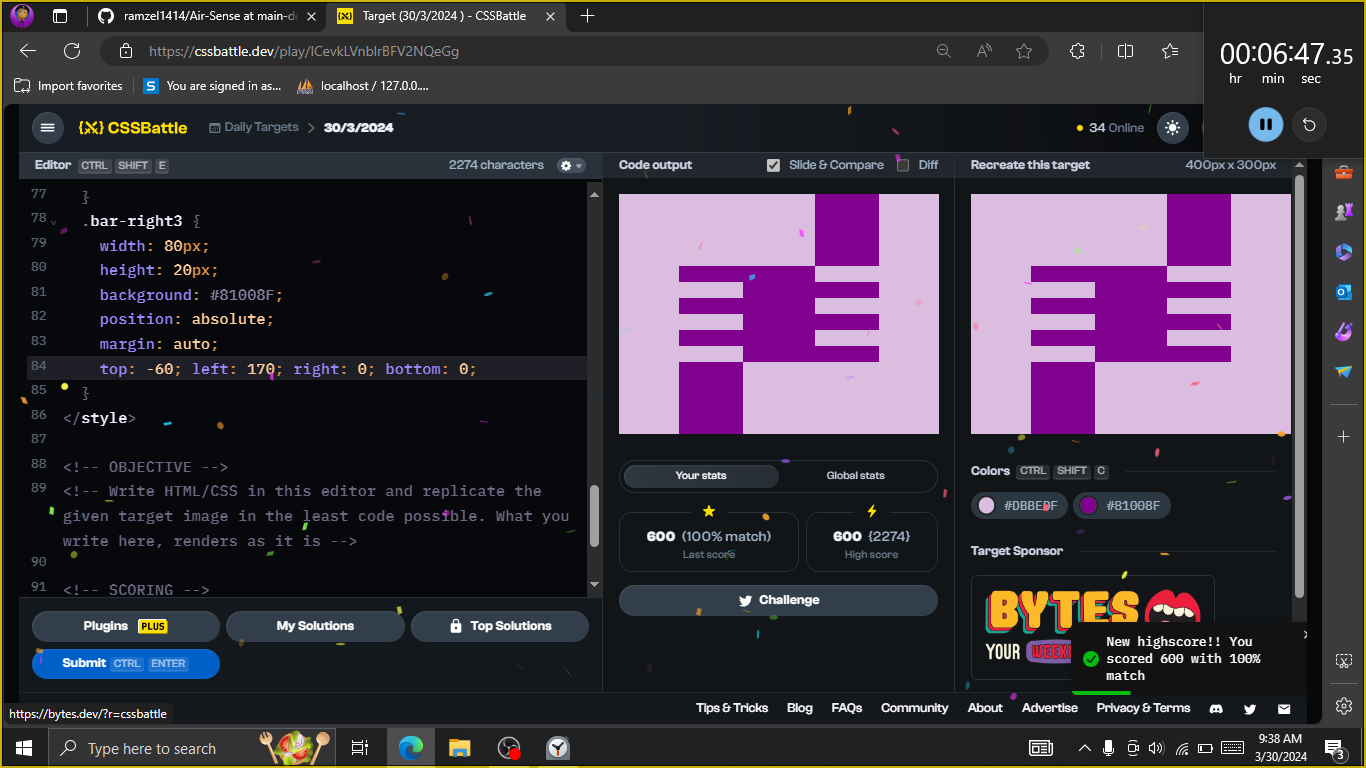 ramzel1414/Air-Sense at main-de
Target (30/3/2024 ) - CSSBattle
https://cssbattle.dev/play/lCevkLVnbIrBFV2NQeGg
Import favorites
You are signed in as...
localhost / 127.0.0....
00:06:47.35
hr min sec
CSSBattle
Daily Targets > 30/3/2024
34 Online
Editor CTRL SHIFT E
2274 characters
Code output
Slide & Compare
Diff
Recreate this target
400px x 300px
77 }
78 .bar-right3 {
79 width: 80px;
80 height: 20px;
81 background: #81008F;
82 position: absolute;
83 margin: auto;
84 top: -60; left: 170; right: 0; bottom: 0;
85 }
86 </style>
87
88 <!-- OBJECTIVE -->
89 <!-- Write HTML/CSS in this editor and replicate the
given target image in the least code possible. What you
write here, renders as it is -->
90
91 <!-- SCORING -->
Your stats
Global stats
600 (100% match)
Last score
600 {2274}
High score
Challenge
Colors CTRL SHIFT C
#81008F
Target Sponsor
BYTES
YOUR
Plugins PLUS
My Solutions
Top Solutions
Submit CTRL ENTER
New highscore!! You
scored 600 with 100%
match
https://bytes.dev/?r=cssbattle
Tips & Tricks
Blog
FAQs
Community
About
Advertise
Privacy & Terms
Type here to search
9:38 AM
3/30/2024
3